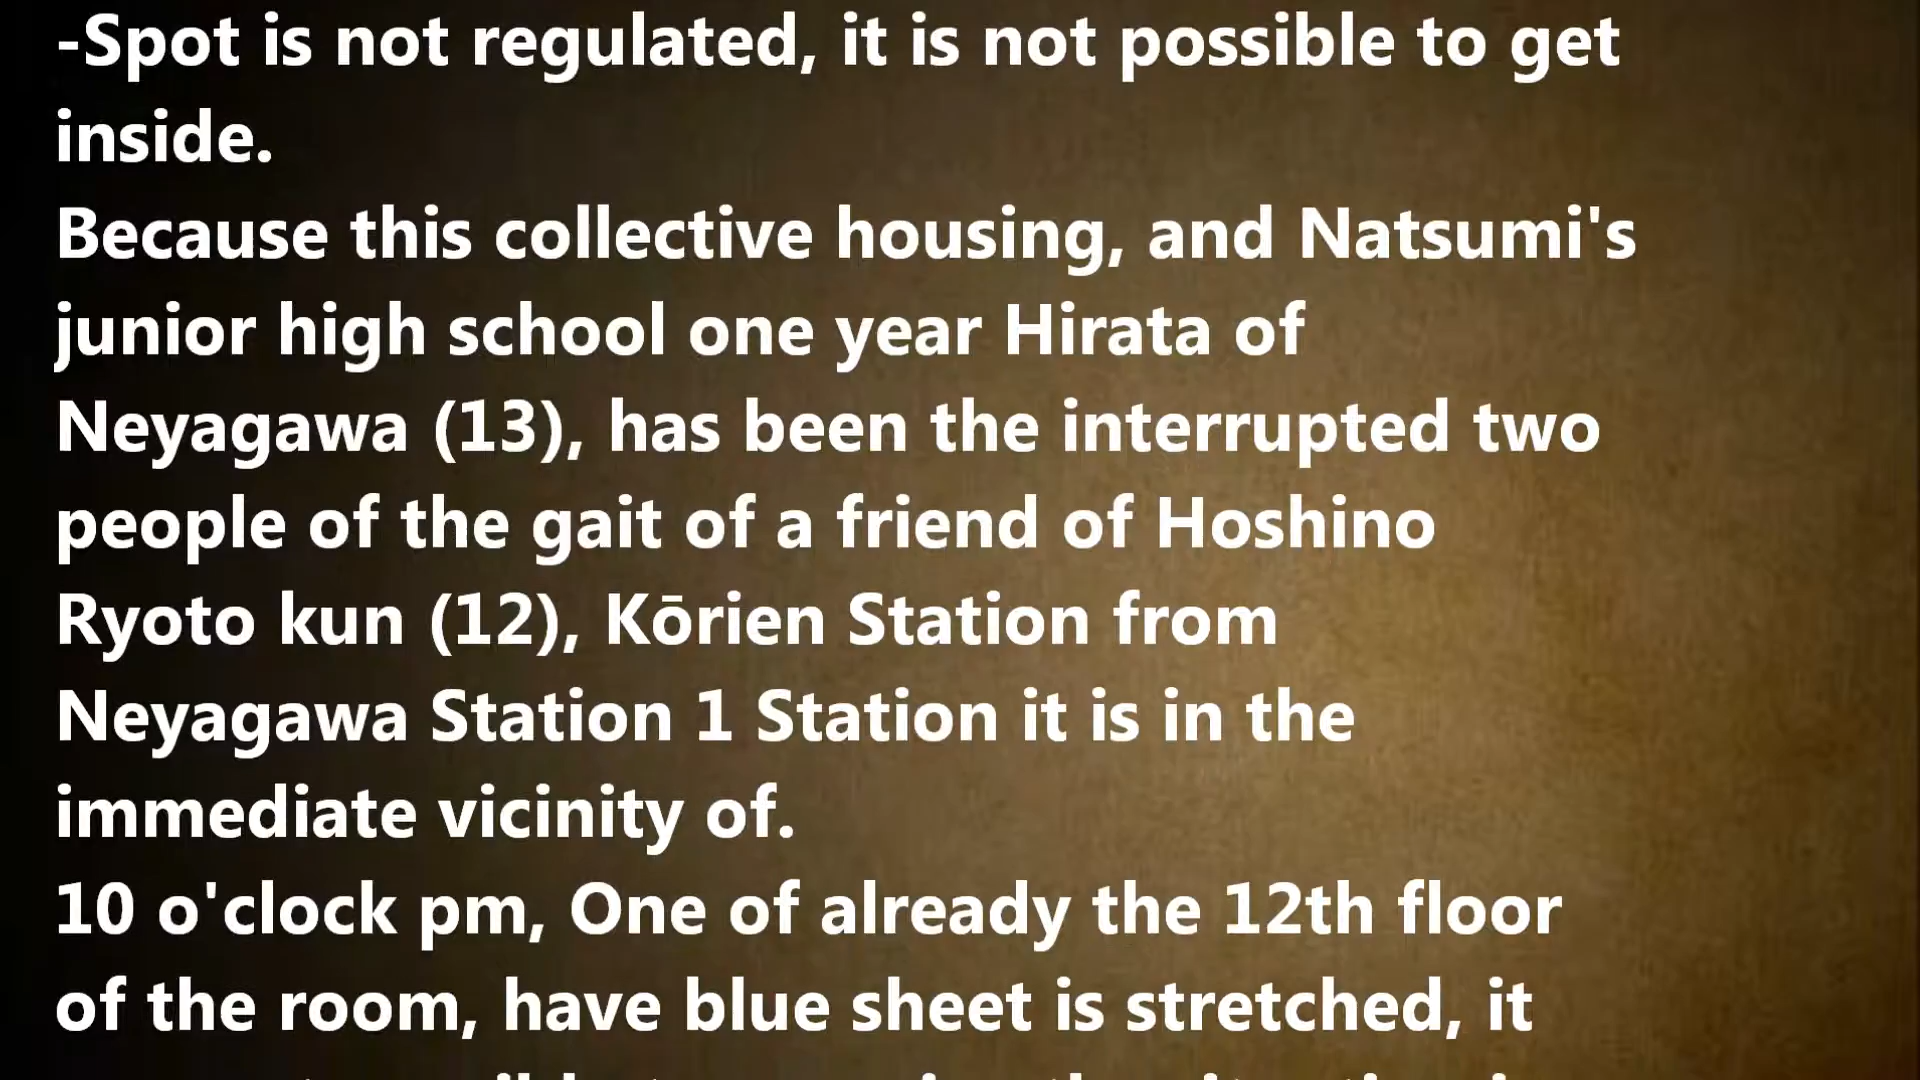 -Spot is not regulated, it is not possible to get
inside.
Because this collective housing, and Natsumi's
junior high school one year Hirata of
Neyagawa (13), has been the interrupted two
people of the gait of a friend of Hoshino
Ryoto kun (12), Kōrien Station from
Neyagawa Station 1 Station it is in the
immediate vicinity of.
10 o'clock pm, One of already the 12th floor
of the room, have blue sheet is stretched, it